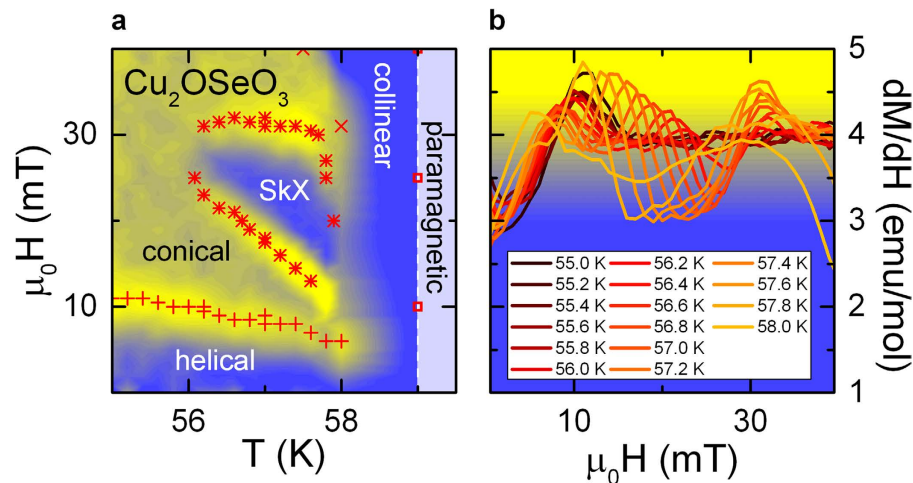 a
b
Cu₂OSeO₃
collinear
paramagnetic
SkX
conical
helical
30
10
μ₀H (mT)
56
58
T (K)
5
4
3
2
1
dM/dH (emu/mol)
55.0 K
55.2 K
55.4 K
55.6 K
55.8 K
56.0 K
56.2 K
56.4 K
56.6 K
56.8 K
57.0 K
57.2 K
57.4 K
57.6 K
57.8 K
58.0 K
10
30
μ₀H (mT)